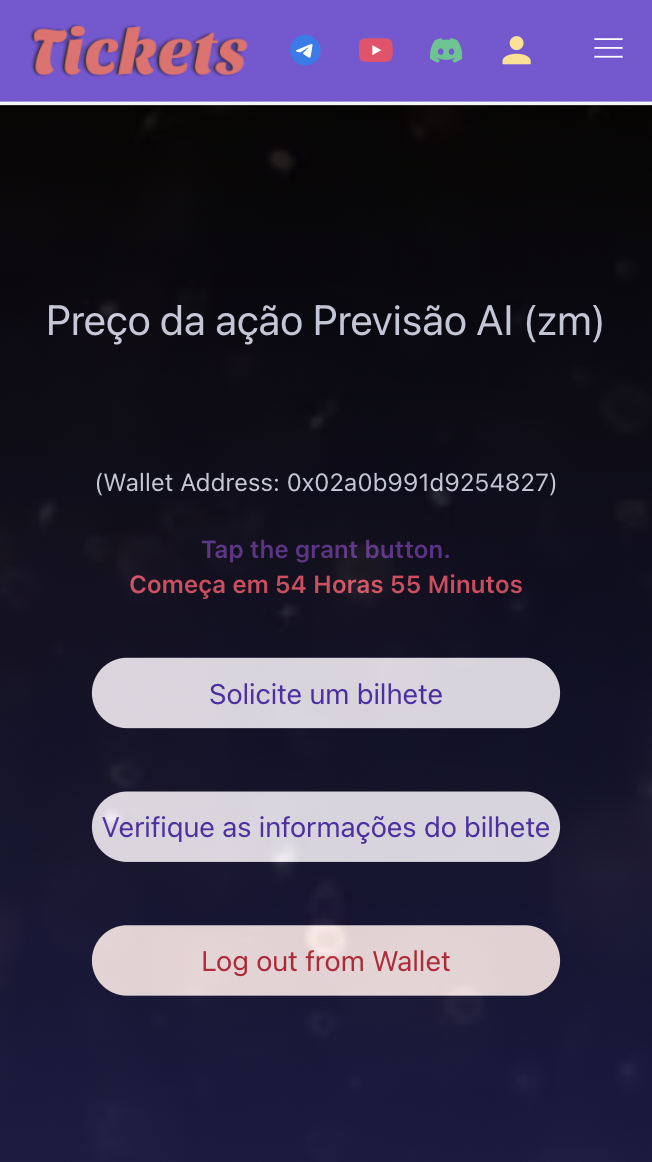 Tickets
Preço da ação Previsão AI (zm)
(Wallet Address: 0x02a0b991d9254827)
Tap the grant button.
Começa em 54 Horas 55 Minutos
Solicite um bilhete
Verifique as informações do bilhete
Log out from Wallet